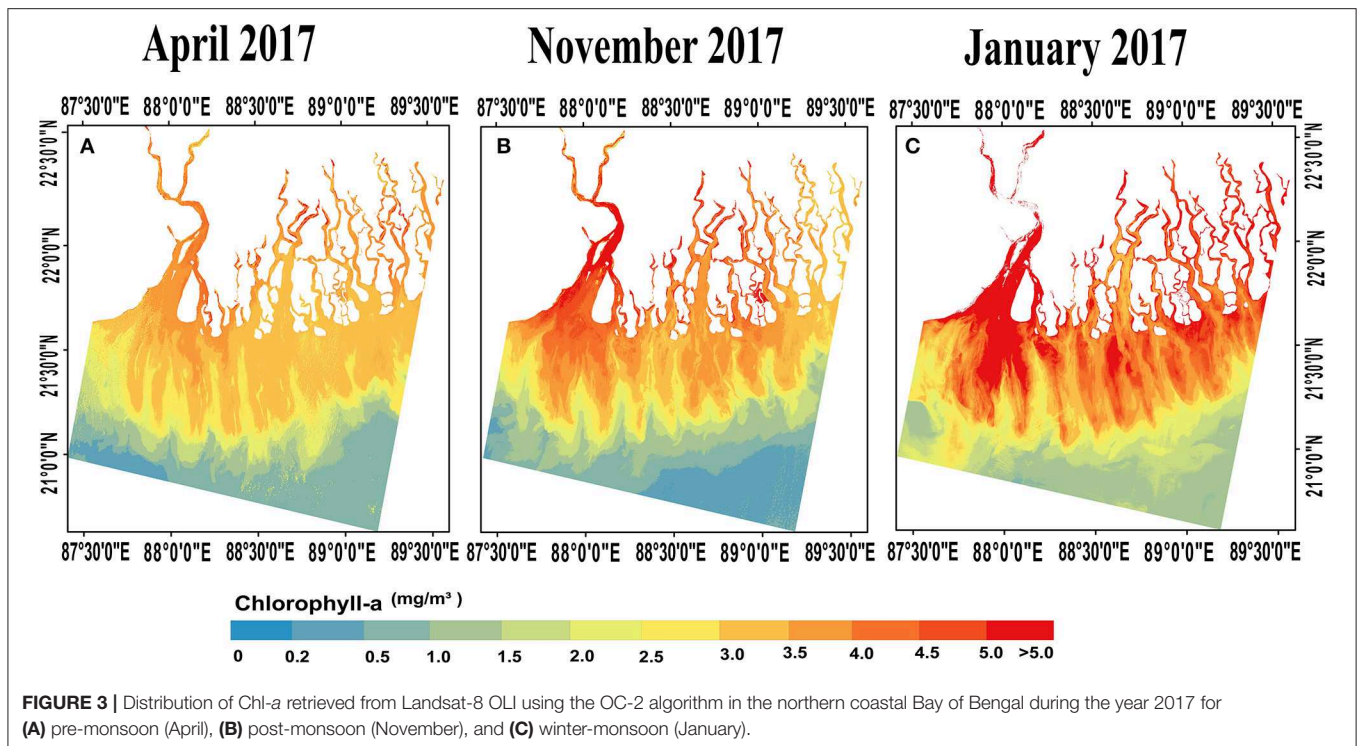 April 2017 November 2017 January 2017
87°30'0"E 88°0'0"E 88°30'0"E 89°0'0"E 89°30'0"E 87°30'0"E 88°0'0"E 88°30'0"E 89°0'0"E 89°30'0"E 87°30'0"E 88°0'0"E 88°30'0"E 89°0'0"E 89°30'0"E
A B C
22°30'0"N 22°30'0"N
22°0'0"N 22°0'0"N
21°30'0"N 21°30'0"N
21°0'0"N 21°0'0"N
87°30'0"E 88°0'0"E 88°30'0"E 89°0'0"E 89°30'0"E 87°30'0"E 88°0'0"E 88°30'0"E 89°0'0"E 89°30'0"E 87°30'0"E 88°0'0"E 88°30'0"E 89°0'0"E 89°30'0"E
Chlorophyll-a (mg/m³ )
0 0.2 0.5 1.0 1.5 2.0 2.5 3.0 3.5 4.0 4.5 5.0 >5.0
FIGURE 3 | Distribution of Chl-a retrieved from Landsat-8 OLI using the OC-2 algorithm in the northern coastal Bay of Bengal during the year 2017 for
(A) pre-monsoon (April), (B) post-monsoon (November), and (C) winter-monsoon (January).